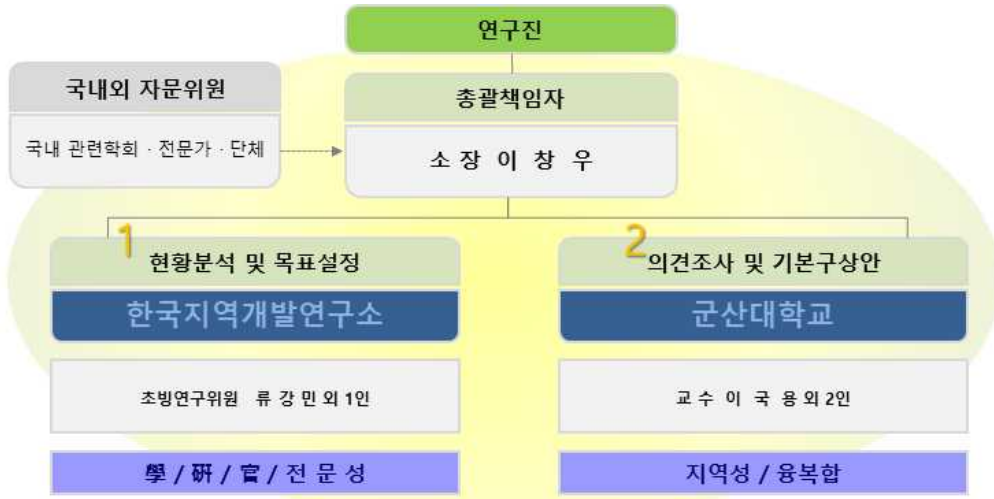 연구진
국내외 자문위원
국내 관련학회 · 전문가 · 단체
총괄책임자
소 장 이 창 우
1
현황분석 및 목표설정
한국지역개발연구소
초빙연구위원 류 강 민 외 1인
學 / 硏 / 官 / 전 문 성
2
의견조사 및 기본구상안
군산대학교
교 수 이 국 용 외 2인
지역성 / 융복합